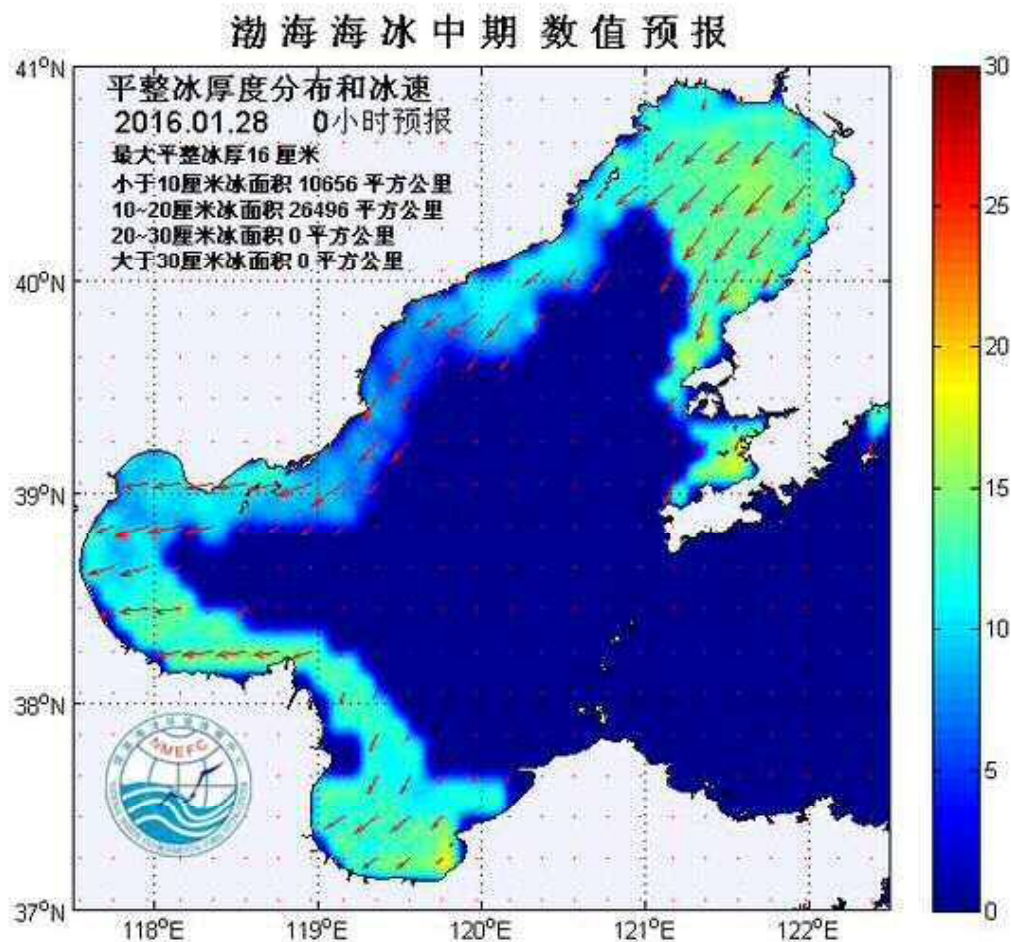 渤海海冰中期数值预报
平整冰厚度分布和冰速
2016.01.28 0小时预报
最大平整冰厚16厘米
小于10厘米冰面积 10656 平方公里
10~20厘米冰面积 26496 平方公里
20~30厘米冰面积 0 平方公里
大于30厘米冰面积 0 平方公里
41°N
40°N
39°N
38°N
37°N
118°E 119°E 120°E 121°E 122°E
30
25
20
15
10
5
0
NMEFC